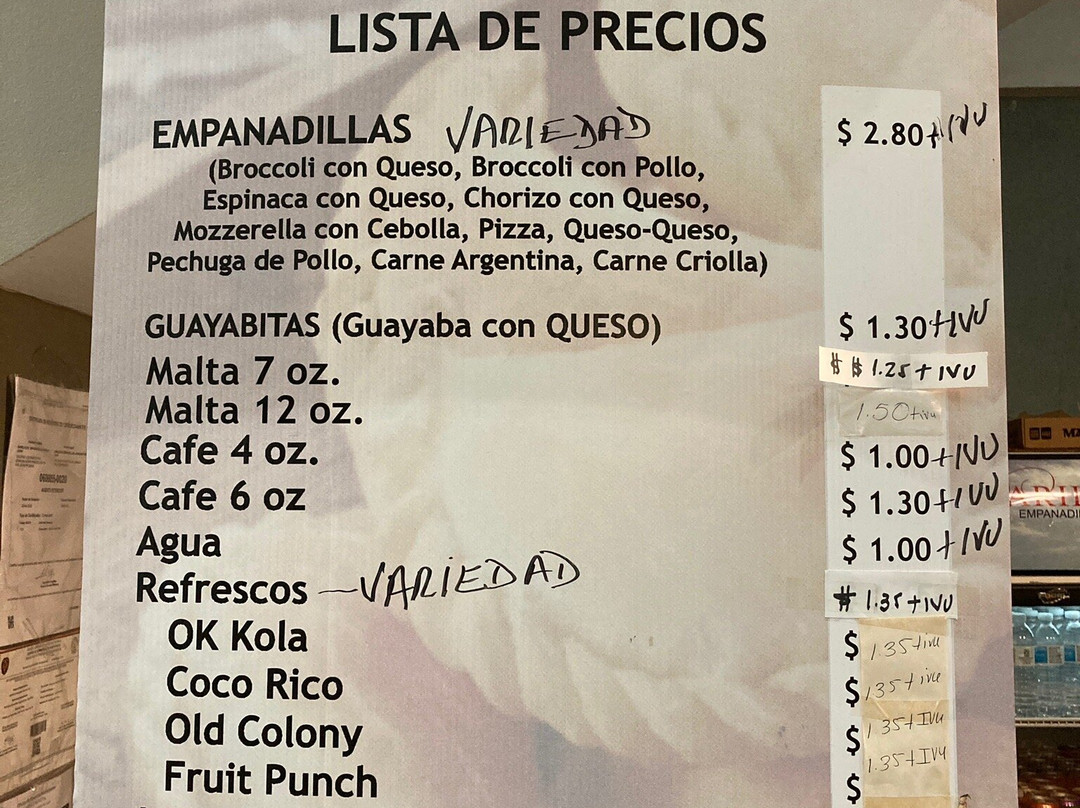 LISTA DE PRECIOS
EMPANADILLAS VARIEDAD $ 2.80+IVU
(Broccoli con Queso, Broccoli con Pollo,
Espinaca con Queso, Chorizo con Queso,
Mozzerella con Cebolla, Pizza, Queso-Queso,
Pechuga de Pollo, Carne Argentina, Carne Criolla)
GUAYABITAS (Guayaba con QUESO) $ 1.30+IVU
Malta 7 oz. $ $ 1.25+IVU
Malta 12 oz. 1.50+ivu
Cafe 4 oz. $ 1.00+IVU
Cafe 6 oz $ 1.30+IVU
Agua $ 1.00+IVU
Refrescos –VARIEDAD $ 1.35+IVU
OK Kola $ 1.35+ivu
Coco Rico $ 1.35+ivu
Old Colony $ 1.35+IVU
Fruit Punch $ 1.35+IVU
EMPANADI